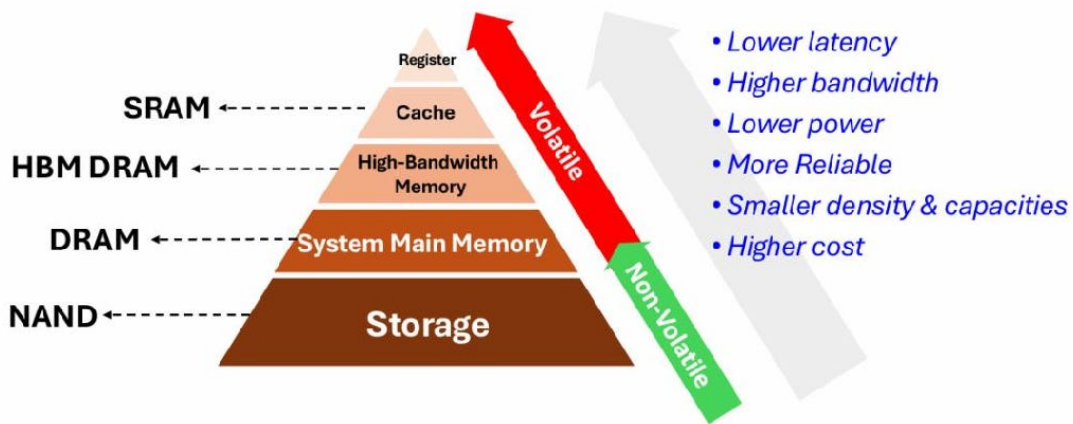 Register
SRAM
Cache
HBM DRAM
High-Bandwidth
Memory
DRAM
System Main Memory
NAND
Storage
Volatile
Non-Volatile
• Lower latency
• Higher bandwidth
• Lower power
• More Reliable
• Smaller density & capacities
• Higher cost